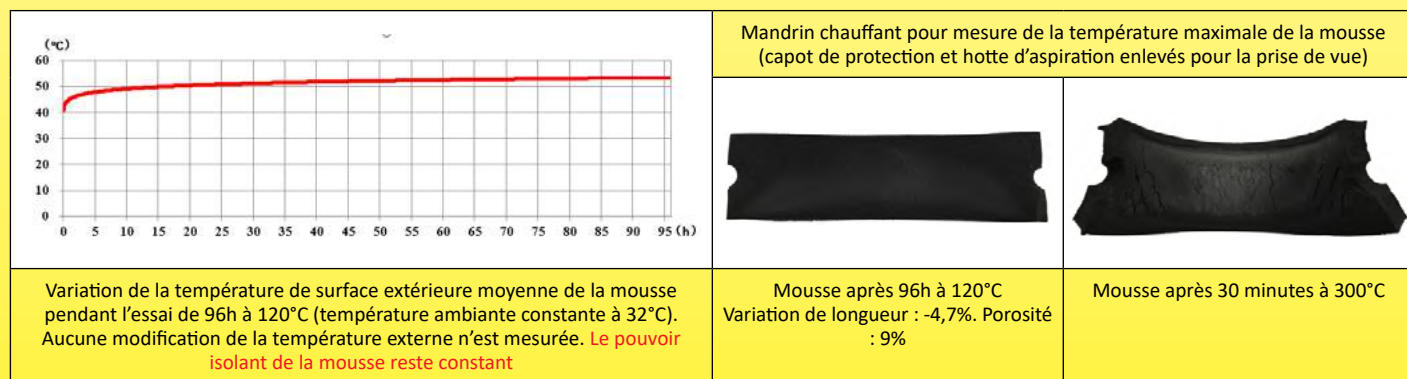 Mandrin chauffant pour mesure de la température maximale de la mousse
(capot de protection et hotte d'aspiration enlevés pour la prise de vue)
(℃)
60
50
40
30
20
10
0
0 5 10 15 20 25 30 35 40 45 50 55 60 65 70 75 80 85 90 95 (h)
Variation de la température de surface extérieure moyenne de la mousse
pendant l'essai de 96h à 120°C (température ambiante constante à 32°C).
Aucune modification de la température externe n'est mesurée. Le pouvoir
isolant de la mousse reste constant
Mousse après 96h à 120°C
Variation de longueur : -4,7%. Porosité
: 9%
Mousse après 30 minutes à 300°C